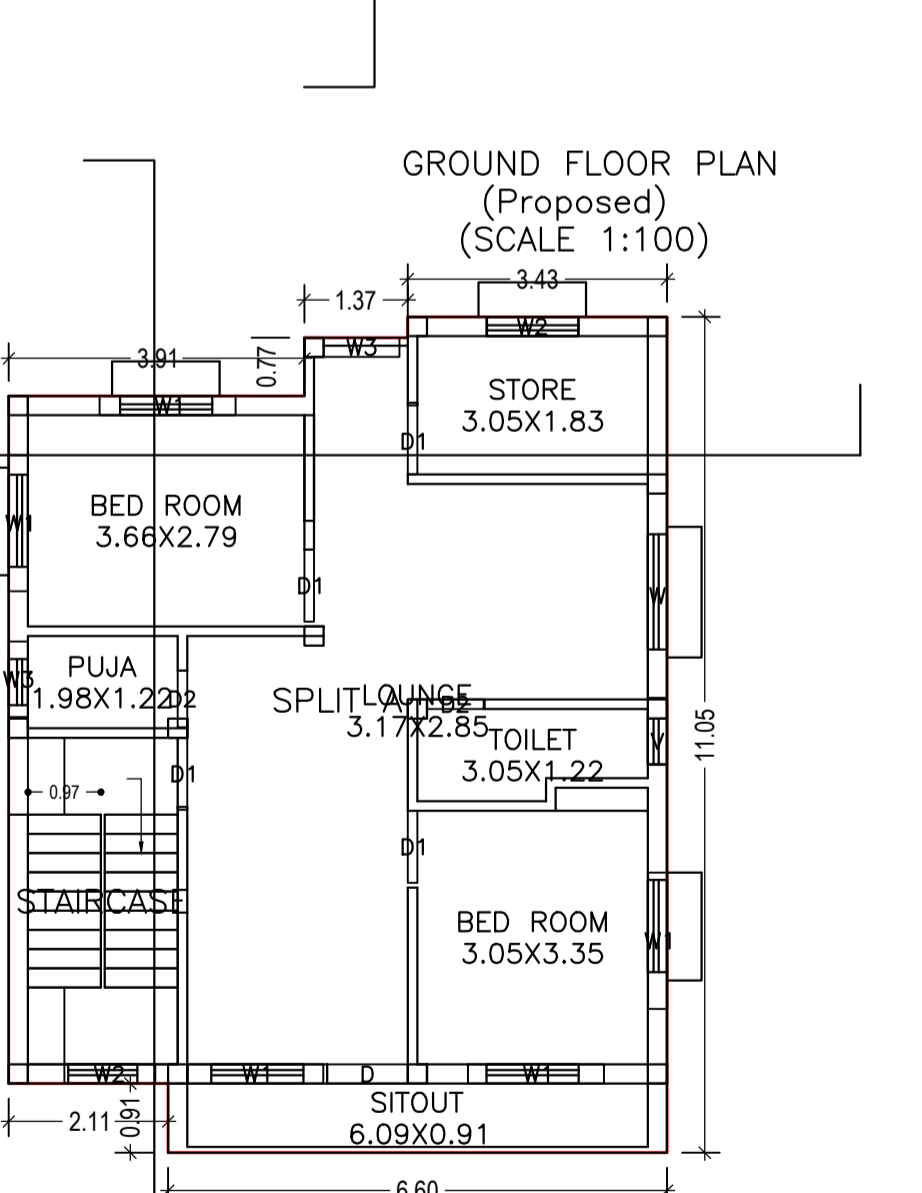 GROUND FLOOR PLAN
(Proposed)
(SCALE 1:100)
3.43
1.37
W2
W3
3.91
0.77
W1
STORE
3.05X1.83
D1
BED ROOM
3.66X2.79
W1
D1
W
PUJA
1.98X1.22
W3
D2
SPLIT A
LOUNGE
3.17X2.85
D2
TOILET
3.05X1.22
V
11.05
D1
0.97
D1
STAIRCASE
BED ROOM
3.05X3.35
W1
W2
W1
D
W1
SITOUT
6.09X0.91
2.11
0.91
6.60